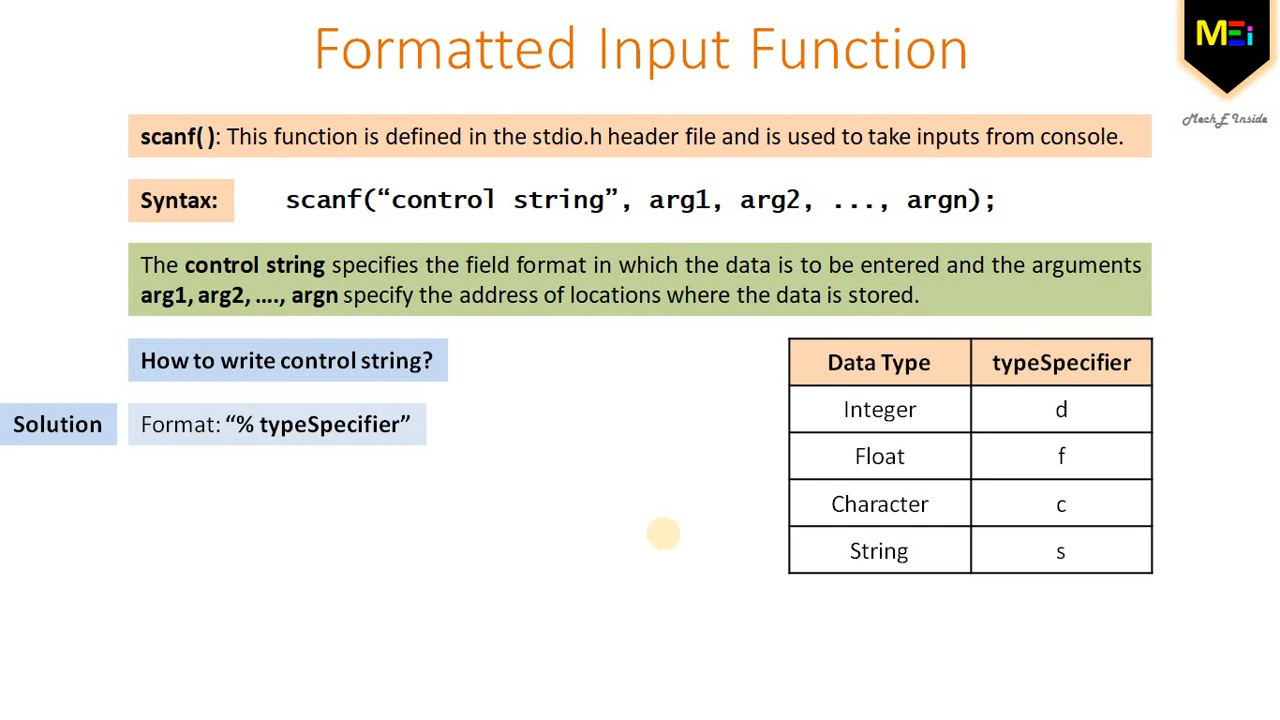 Formatted Input Function
MEi
Mech E Inside
scanf( ): This function is defined in the stdio.h header file and is used to take inputs from console.
Syntax: scanf(“control string”, arg1, arg2, ..., argn);
The control string specifies the field format in which the data is to be entered and the arguments
arg1, arg2, …., argn specify the address of locations where the data is stored.
How to write control string?
Solution Format: “% typeSpecifier”
Data Type typeSpecifier
Integer d
Float f
Character c
String s